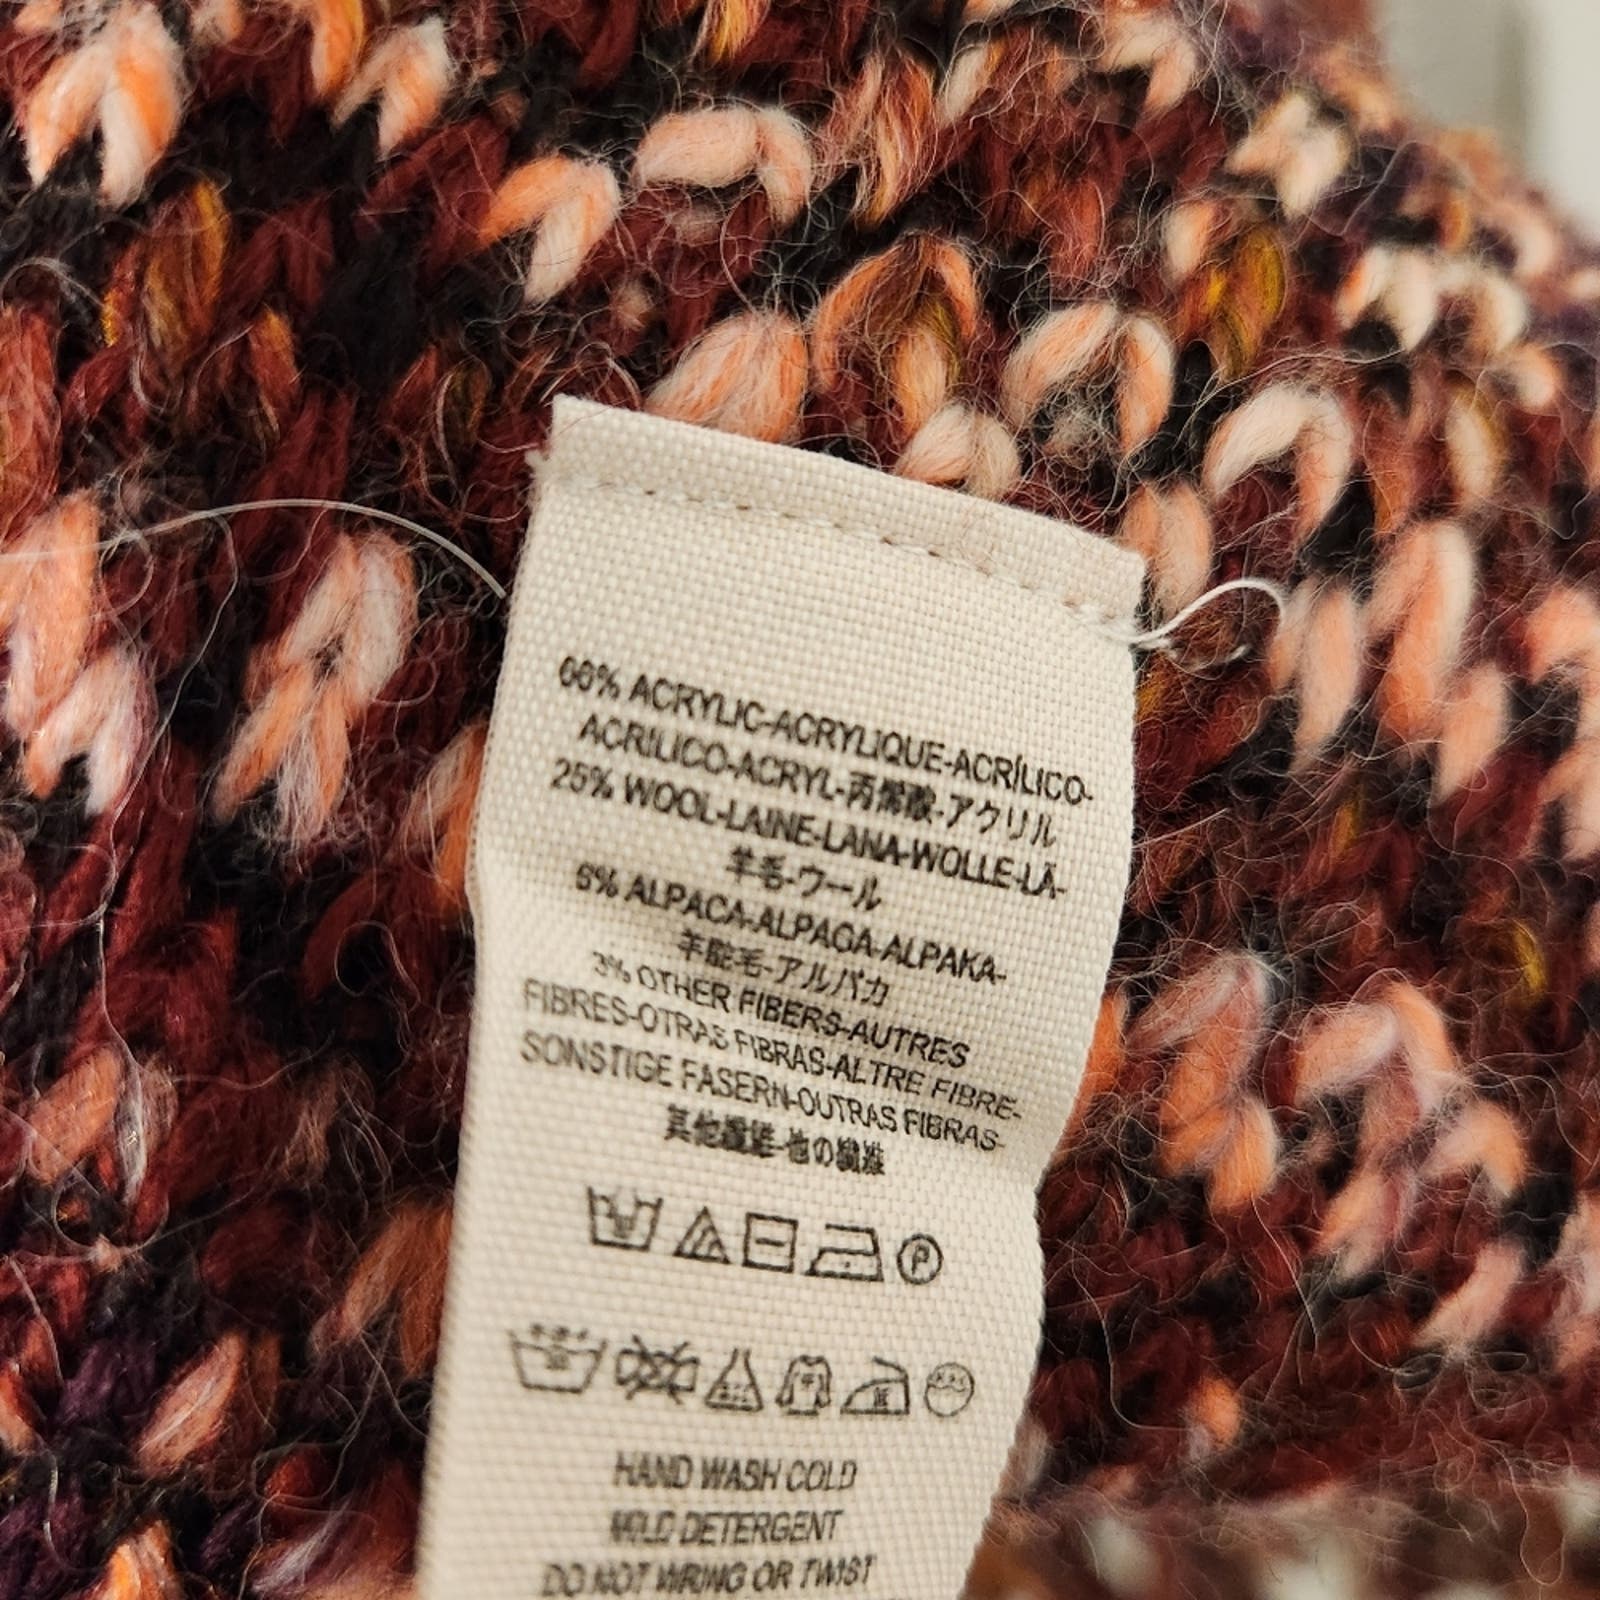 66% ACRYLIC-ACRYLIQUE-ACRÍLICO-
ACRILICO-ACRYL-丙烯酸-アクリル
25% WOOL-LAINE-LANA-WOLLE-LÃ-
羊毛-ウール
6% ALPACA-ALPAGA-ALPAKA-
羊駝毛-アルパカ
3% OTHER FIBERS-AUTRES
FIBRES-OTRAS FIBRAS-ALTRE FIBRE-
SONSTIGE FASERN-OUTRAS FIBRAS-
其他纖維-他の繊維
P
HAND WASH COLD
MILD DETERGENT
DO NOT WRING OR TWIST